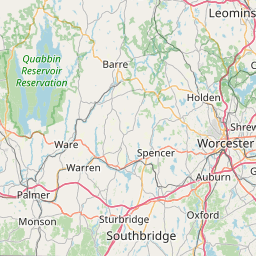 Leomins
Quabbin
Reservoir
Reservation
Barre
Holden
Shrew
Ware
Worcester
Spencer
Warren
Auburn
Palmer
Oxford
Monson
Sturbridge
Southbridge